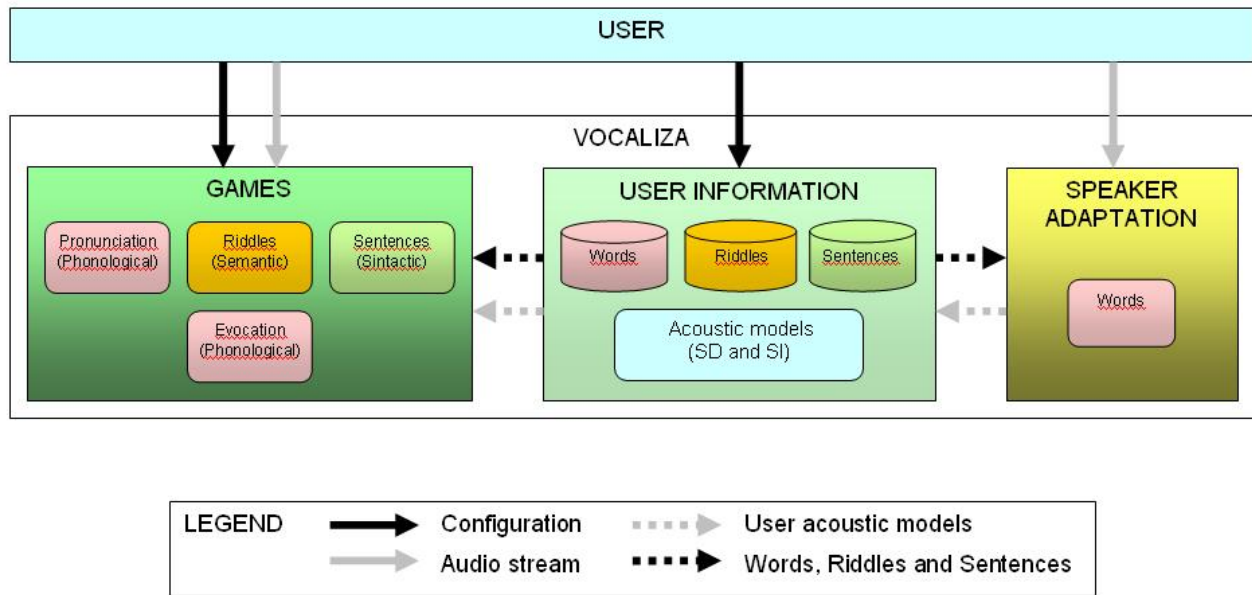 USER
VOCALIZA
GAMES
Pronunciation
(Phonological)
Riddles
(Semantic)
Sentences
(Sintactic)
Evocation
(Phonological)
USER INFORMATION
Words
Riddles
Sentences
Acoustic models
(SD and SI)
SPEAKER
ADAPTATION
Words
LEGEND
Configuration
User acoustic models
Audio stream
Words, Riddles and Sentences